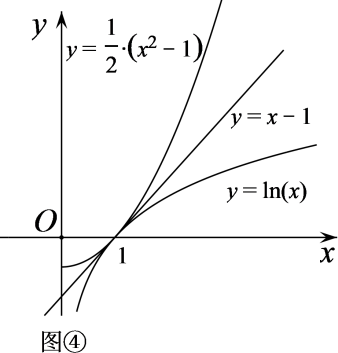 y
y = 1/2·(x² − 1)
y = x − 1
y = ln(x)
O
1
x
图④